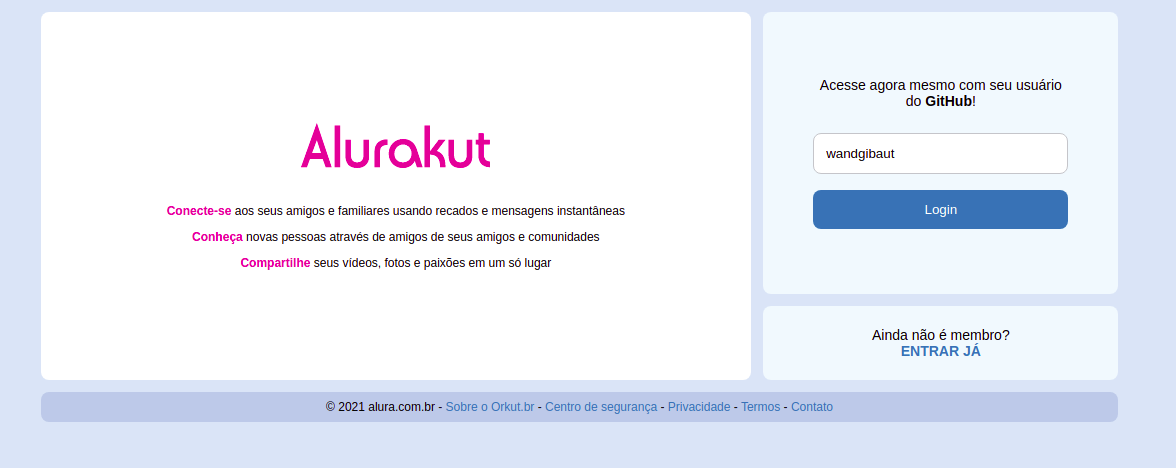 Alurakut
Conecte-se aos seus amigos e familiares usando recados e mensagens instantâneas
Conheça novas pessoas através de amigos de seus amigos e comunidades
Compartilhe seus vídeos, fotos e paixões em um só lugar
Acesse agora mesmo com seu usuário
do GitHub!
wandgibaut
Login
Ainda não é membro?
ENTRAR JÁ
© 2021 alura.com.br - Sobre o Orkut.br - Centro de segurança - Privacidade - Termos - Contato